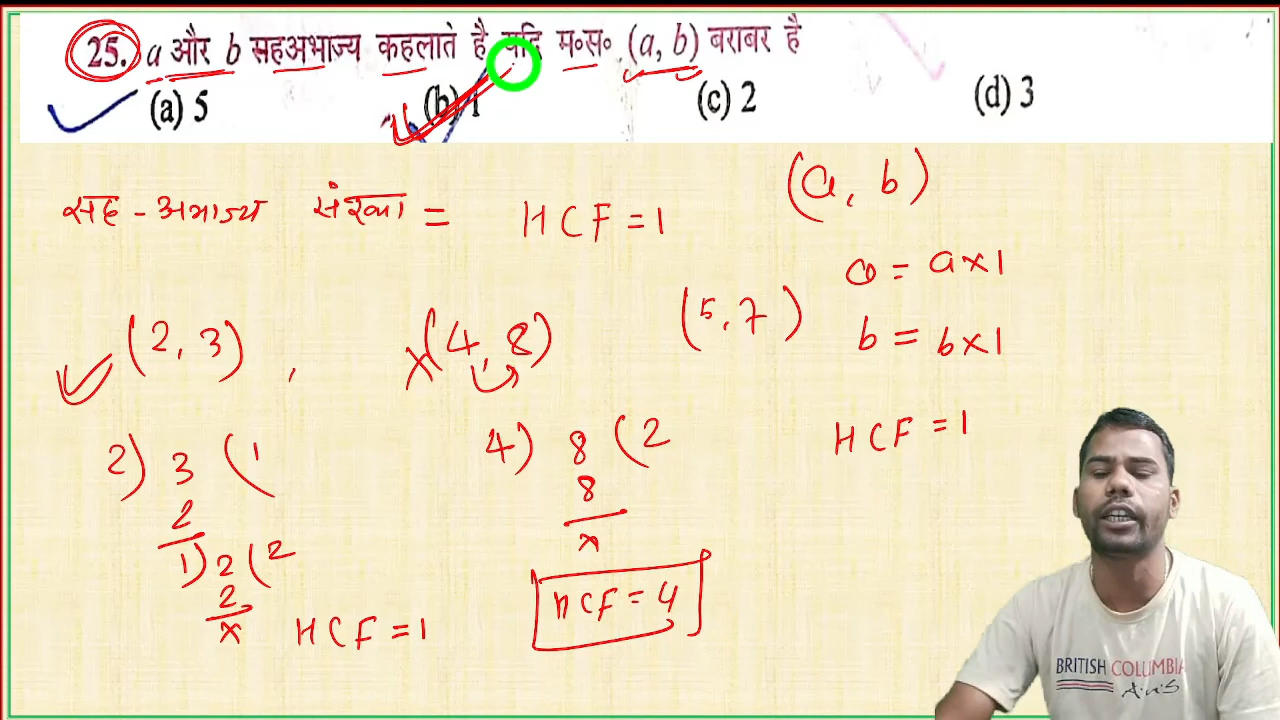 25. a और b सहअभाज्य कहलाते है यदि म॰स॰ (a, b) बराबर है
(a) 5 (b) 1 (c) 2 (d) 3
सह-अभाज्य संख्या = HCF = 1
(a, b)
a = a×1
b = b×1
HCF = 1
(2, 3) , ×(4, 8) (5, 7)
2) 3 (1
2
1) 2 (2
2
×
HCF = 1
4) 8 (2
8
×
HCF = 4
BRITISH COLUMBIA